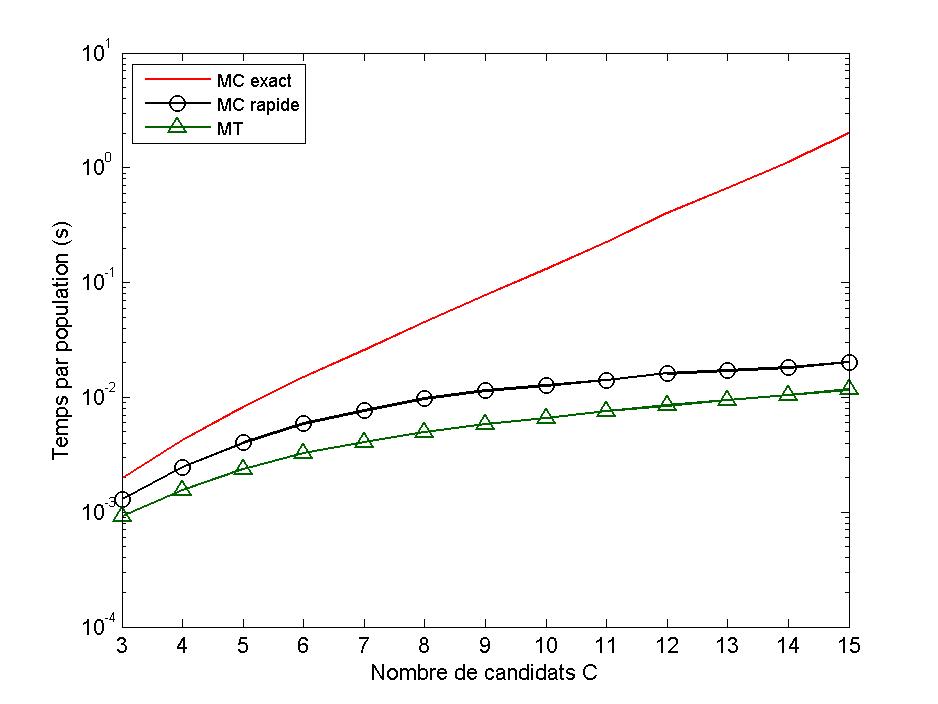 10^1
10^0
10^-1
10^-2
10^-3
10^-4
MC exact
MC rapide
MT
Temps par population (s)
3 4 5 6 7 8 9 10 11 12 13 14 15
Nombre de candidats C